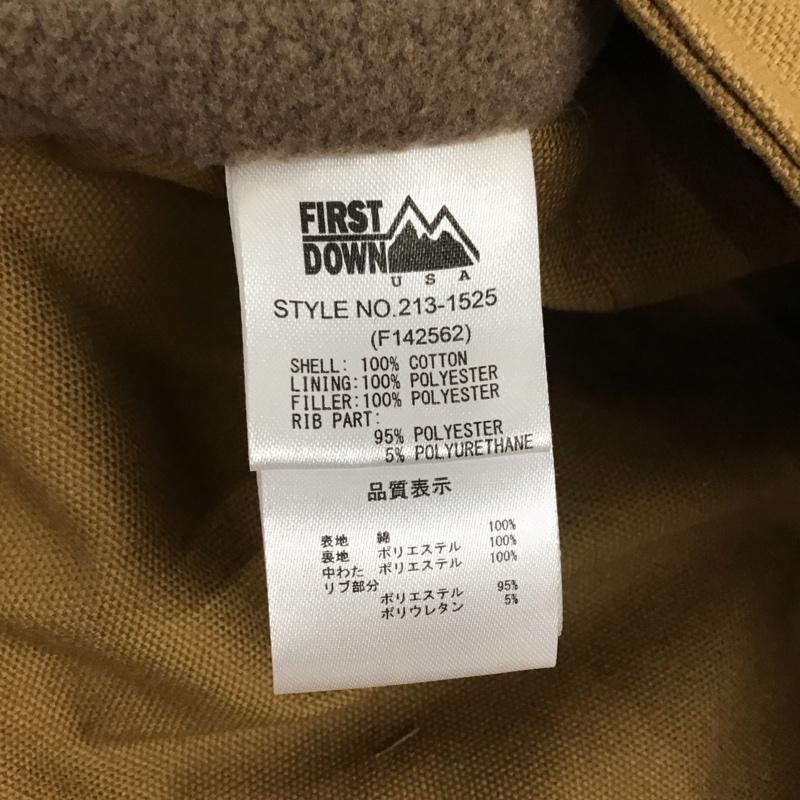 FIRST
DOWN
USA
STYLE NO.213-1525
(F142562)
SHELL: 100% COTTON
LINING:100% POLYESTER
FILLER:100% POLYESTER
RIB PART:
95% POLYESTER
5% POLYURETHANE
品質表示
表地 綿 100%
裏地 ポリエステル 100%
中わた ポリエステル 100%
リブ部分
ポリエステル 95%
ポリウレタン 5%